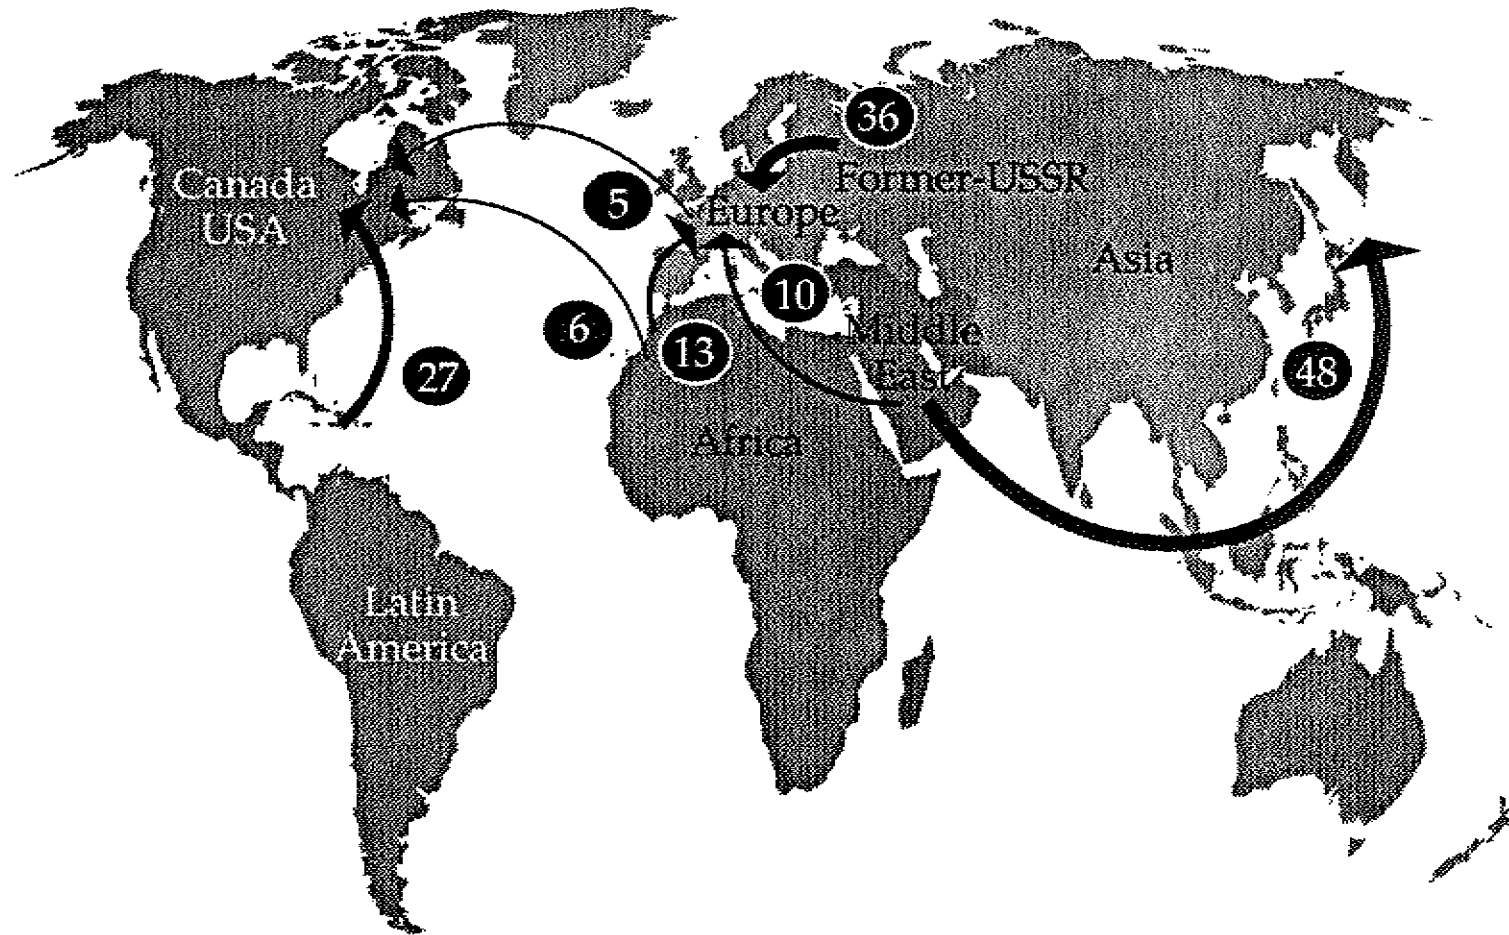 36
Canada
USA
5
Former-USSR
Europe
Asia
10
6
13
Middle
East
27
48
Africa
Latin
America